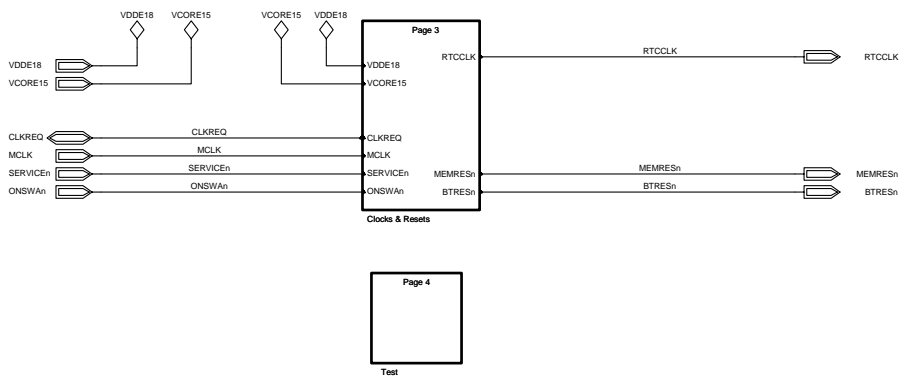 VDDE18 VCORE15 VCORE15 VDDE18
Page 3
RTCCLK RTCCLK RTCCLK
VDDE18 VDDE18
VCORE15 VCORE15
CLKREQ CLKREQ CLKREQ
MCLK MCLK MCLK
SERVICEn SERVICEn SERVICEn MEMRESn MEMRESn MEMRESn
ONSWAn ONSWAn ONSWAn BTRESn BTRESn BTRESn
Clocks & Resets
Page 4
Test